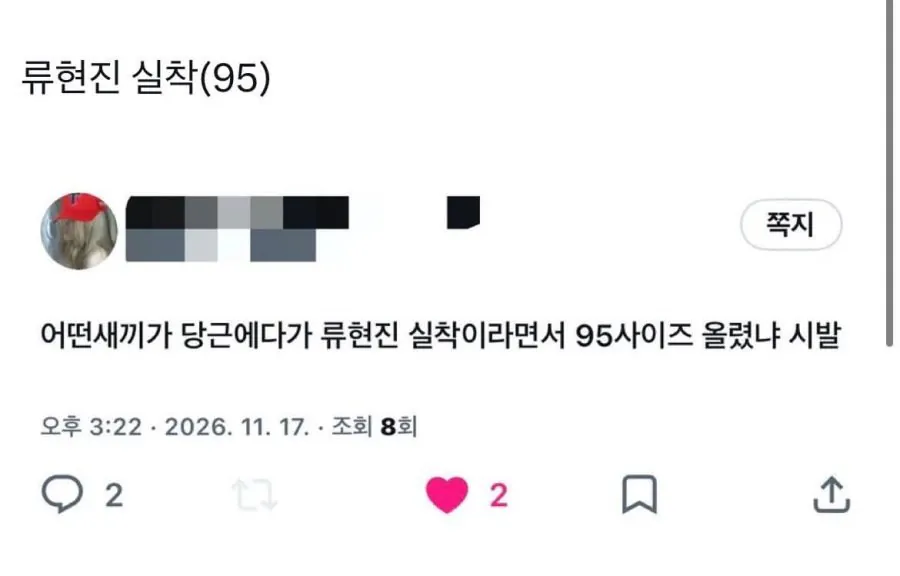 류현진 실착(95)
쪽지
어떤새끼가 당근에다가 류현진 실착이라면서 95사이즈 올렸냐 시발
오후 3:22 · 2026. 11. 17. · 조회 8회
2 2